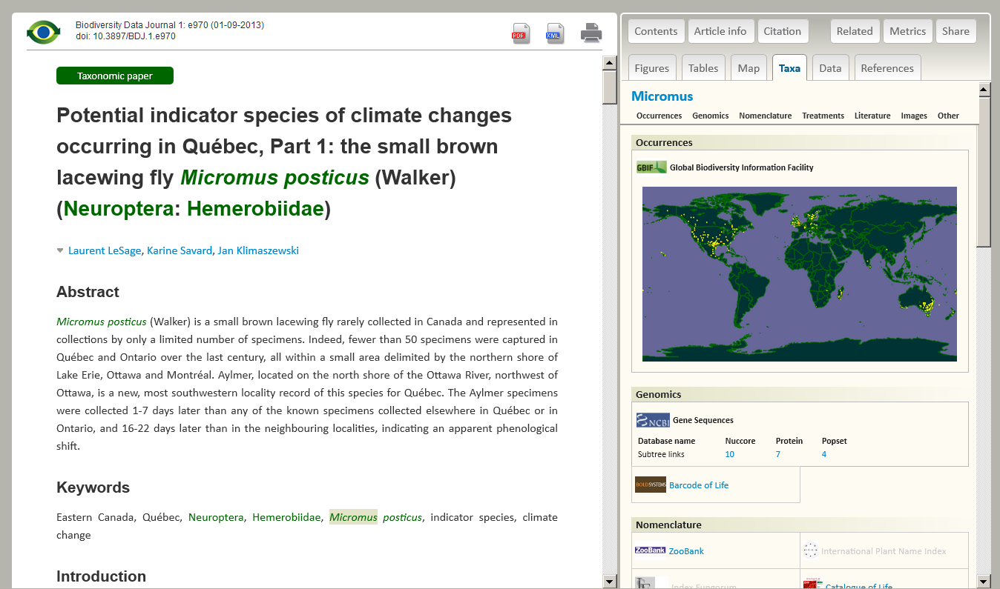 Biodiversity Data Journal 1: e970 (01-09-2013)
doi: 10.3897/BDJ.1.e970
PDF
XML
Taxonomic paper
Potential indicator species of climate changes
occurring in Québec, Part 1: the small brown
lacewing fly Micromus posticus (Walker)
(Neuroptera: Hemerobiidae)
Laurent LeSage, Karine Savard, Jan Klimaszewski
Abstract
Micromus posticus (Walker) is a small brown lacewing fly rarely collected in Canada and represented in
collections by only a limited number of specimens. Indeed, fewer than 50 specimens were captured in
Québec and Ontario over the last century, all within a small area delimited by the northern shore of
Lake Erie, Ottawa and Montréal. Aylmer, located on the north shore of the Ottawa River, northwest of
Ottawa, is a new, most southwestern locality record of this species for Québec. The Aylmer specimens
were collected 1-7 days later than any of the known specimens collected elsewhere in Québec or in
Ontario, and 16-22 days later than in the neighbouring localities, indicating an apparent phenological
shift.
Keywords
Eastern Canada, Québec, Neuroptera, Hemerobiidae, Micromus posticus, indicator species, climate
change
Introduction
Contents Article info Citation Related Metrics Share
Figures Tables Map Taxa Data References
Micromus
Occurrences Genomics Nomenclature Treatments Literature Images Other
Occurrences
GBIF Global Biodiversity Information Facility
Genomics
NCBI Gene Sequences
Database name Nuccore Protein Popset
Subtree links 10 7 4
BOLDSYSTEMS Barcode of Life
Nomenclature
ZooBank ZooBank International Plant Name Index
Index Fungorum Catalogue of Life